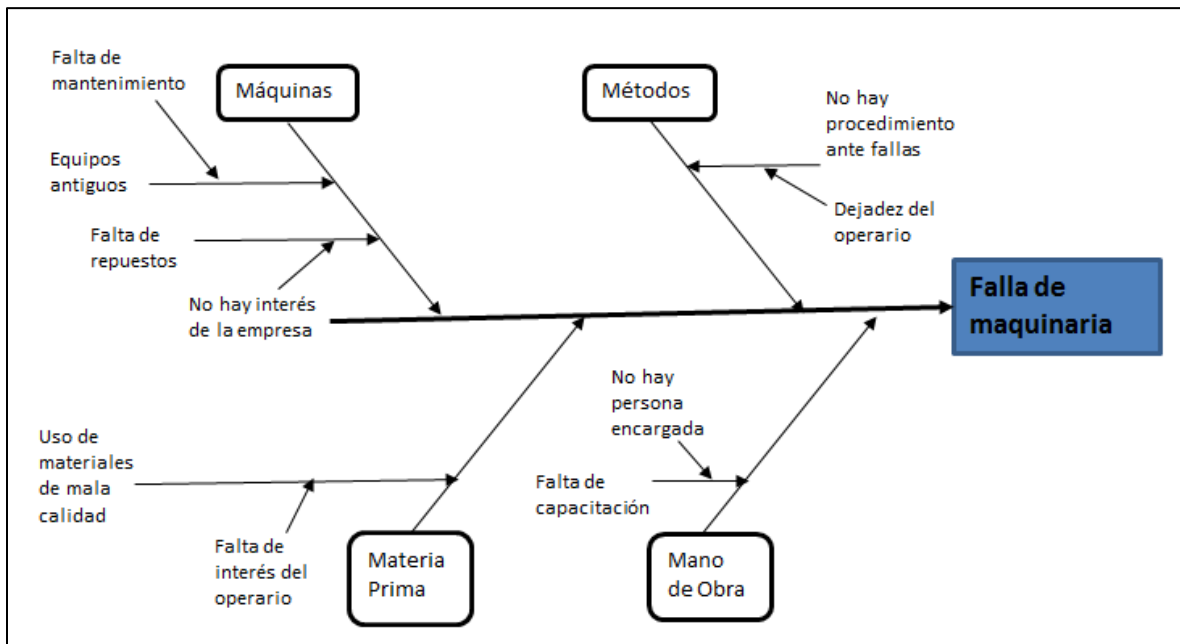 Falta de
mantenimiento
Máquinas
Métodos
No hay
procedimiento
ante fallas
Equipos
antiguos
Dejadez del
operario
Falta de
repuestos
No hay interés
de la empresa
Falla de
maquinaria
No hay
persona
encargada
Uso de
materiales
de mala
calidad
Falta de
capacitación
Falta de
interés del
operario
Materia
Prima
Mano
de Obra